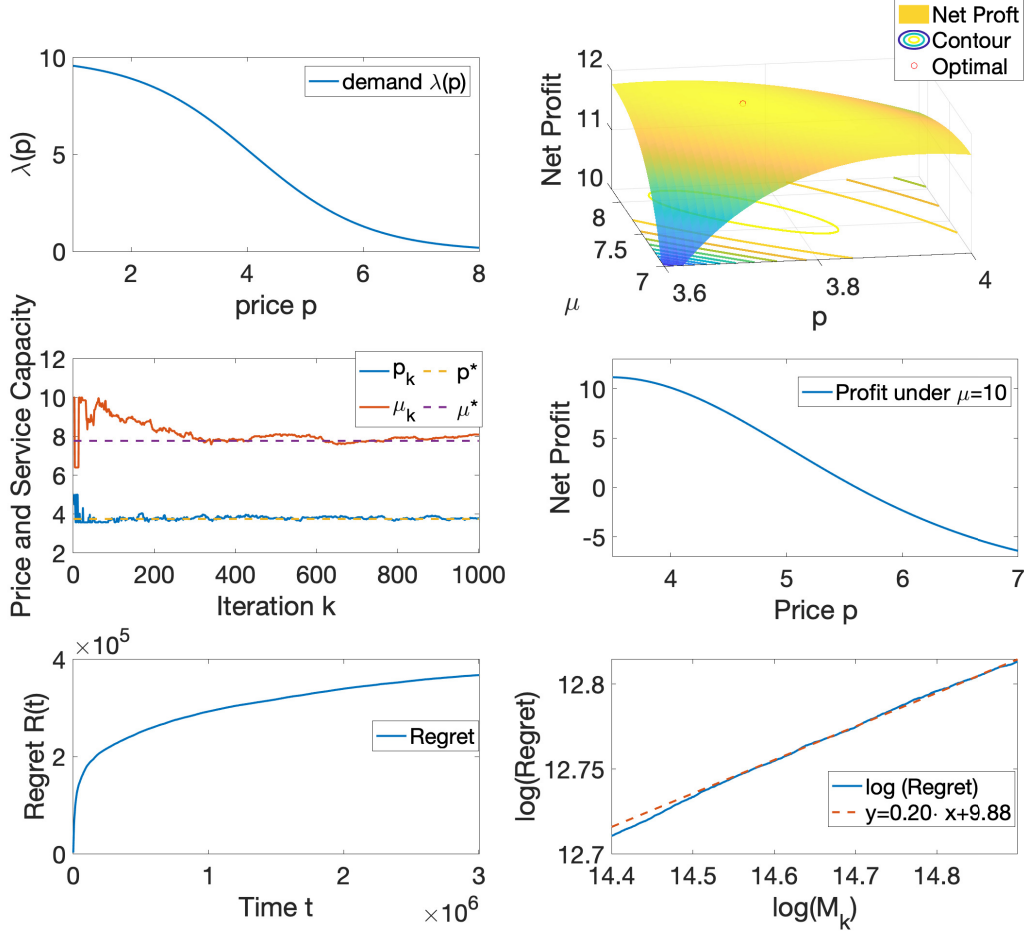 10
5
0
λ(p)
demand λ(p)
2
4
6
8
price p
Net Proft
Contour
Optimal
12
11
10
Net Profit
8
7.5
7
μ
3.6
3.8
4
p
12
10
8
6
4
2
Price and Service Capacity
p_k
p*
μ_k
μ*
0
200
400
600
800
1000
Iteration k
10
5
0
-5
Net Profit
Profit under μ=10
4
5
6
7
Price p
×10^5
4
2
0
Regret R(t)
Regret
0
1
2
3
Time t
×10^6
12.8
12.75
12.7
log(Regret)
log (Regret)
y=0.20· x+9.88
14.4
14.5
14.6
14.7
14.8
log(M_k)